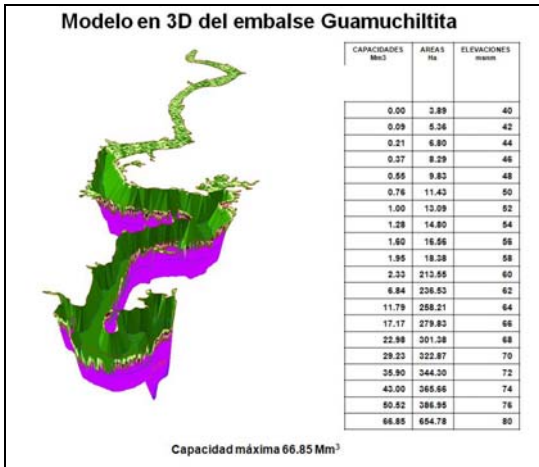 Modelo en 3D del embalse Guamuchiltita
CAPACIDADES AREAS ELEVACIONES
Mm3 Ha msnm
0.00 3.89 40
0.09 5.36 42
0.21 6.80 44
0.37 8.29 46
0.55 9.83 48
0.76 11.43 50
1.00 13.09 52
1.28 14.80 54
1.60 16.56 56
1.95 18.38 58
2.33 213.55 60
6.84 236.53 62
11.79 258.21 64
17.17 279.83 66
22.98 301.38 68
29.23 322.87 70
35.90 344.30 72
43.00 365.66 74
50.52 386.95 76
66.85 654.78 80
Capacidad máxima 66.85 Mm³